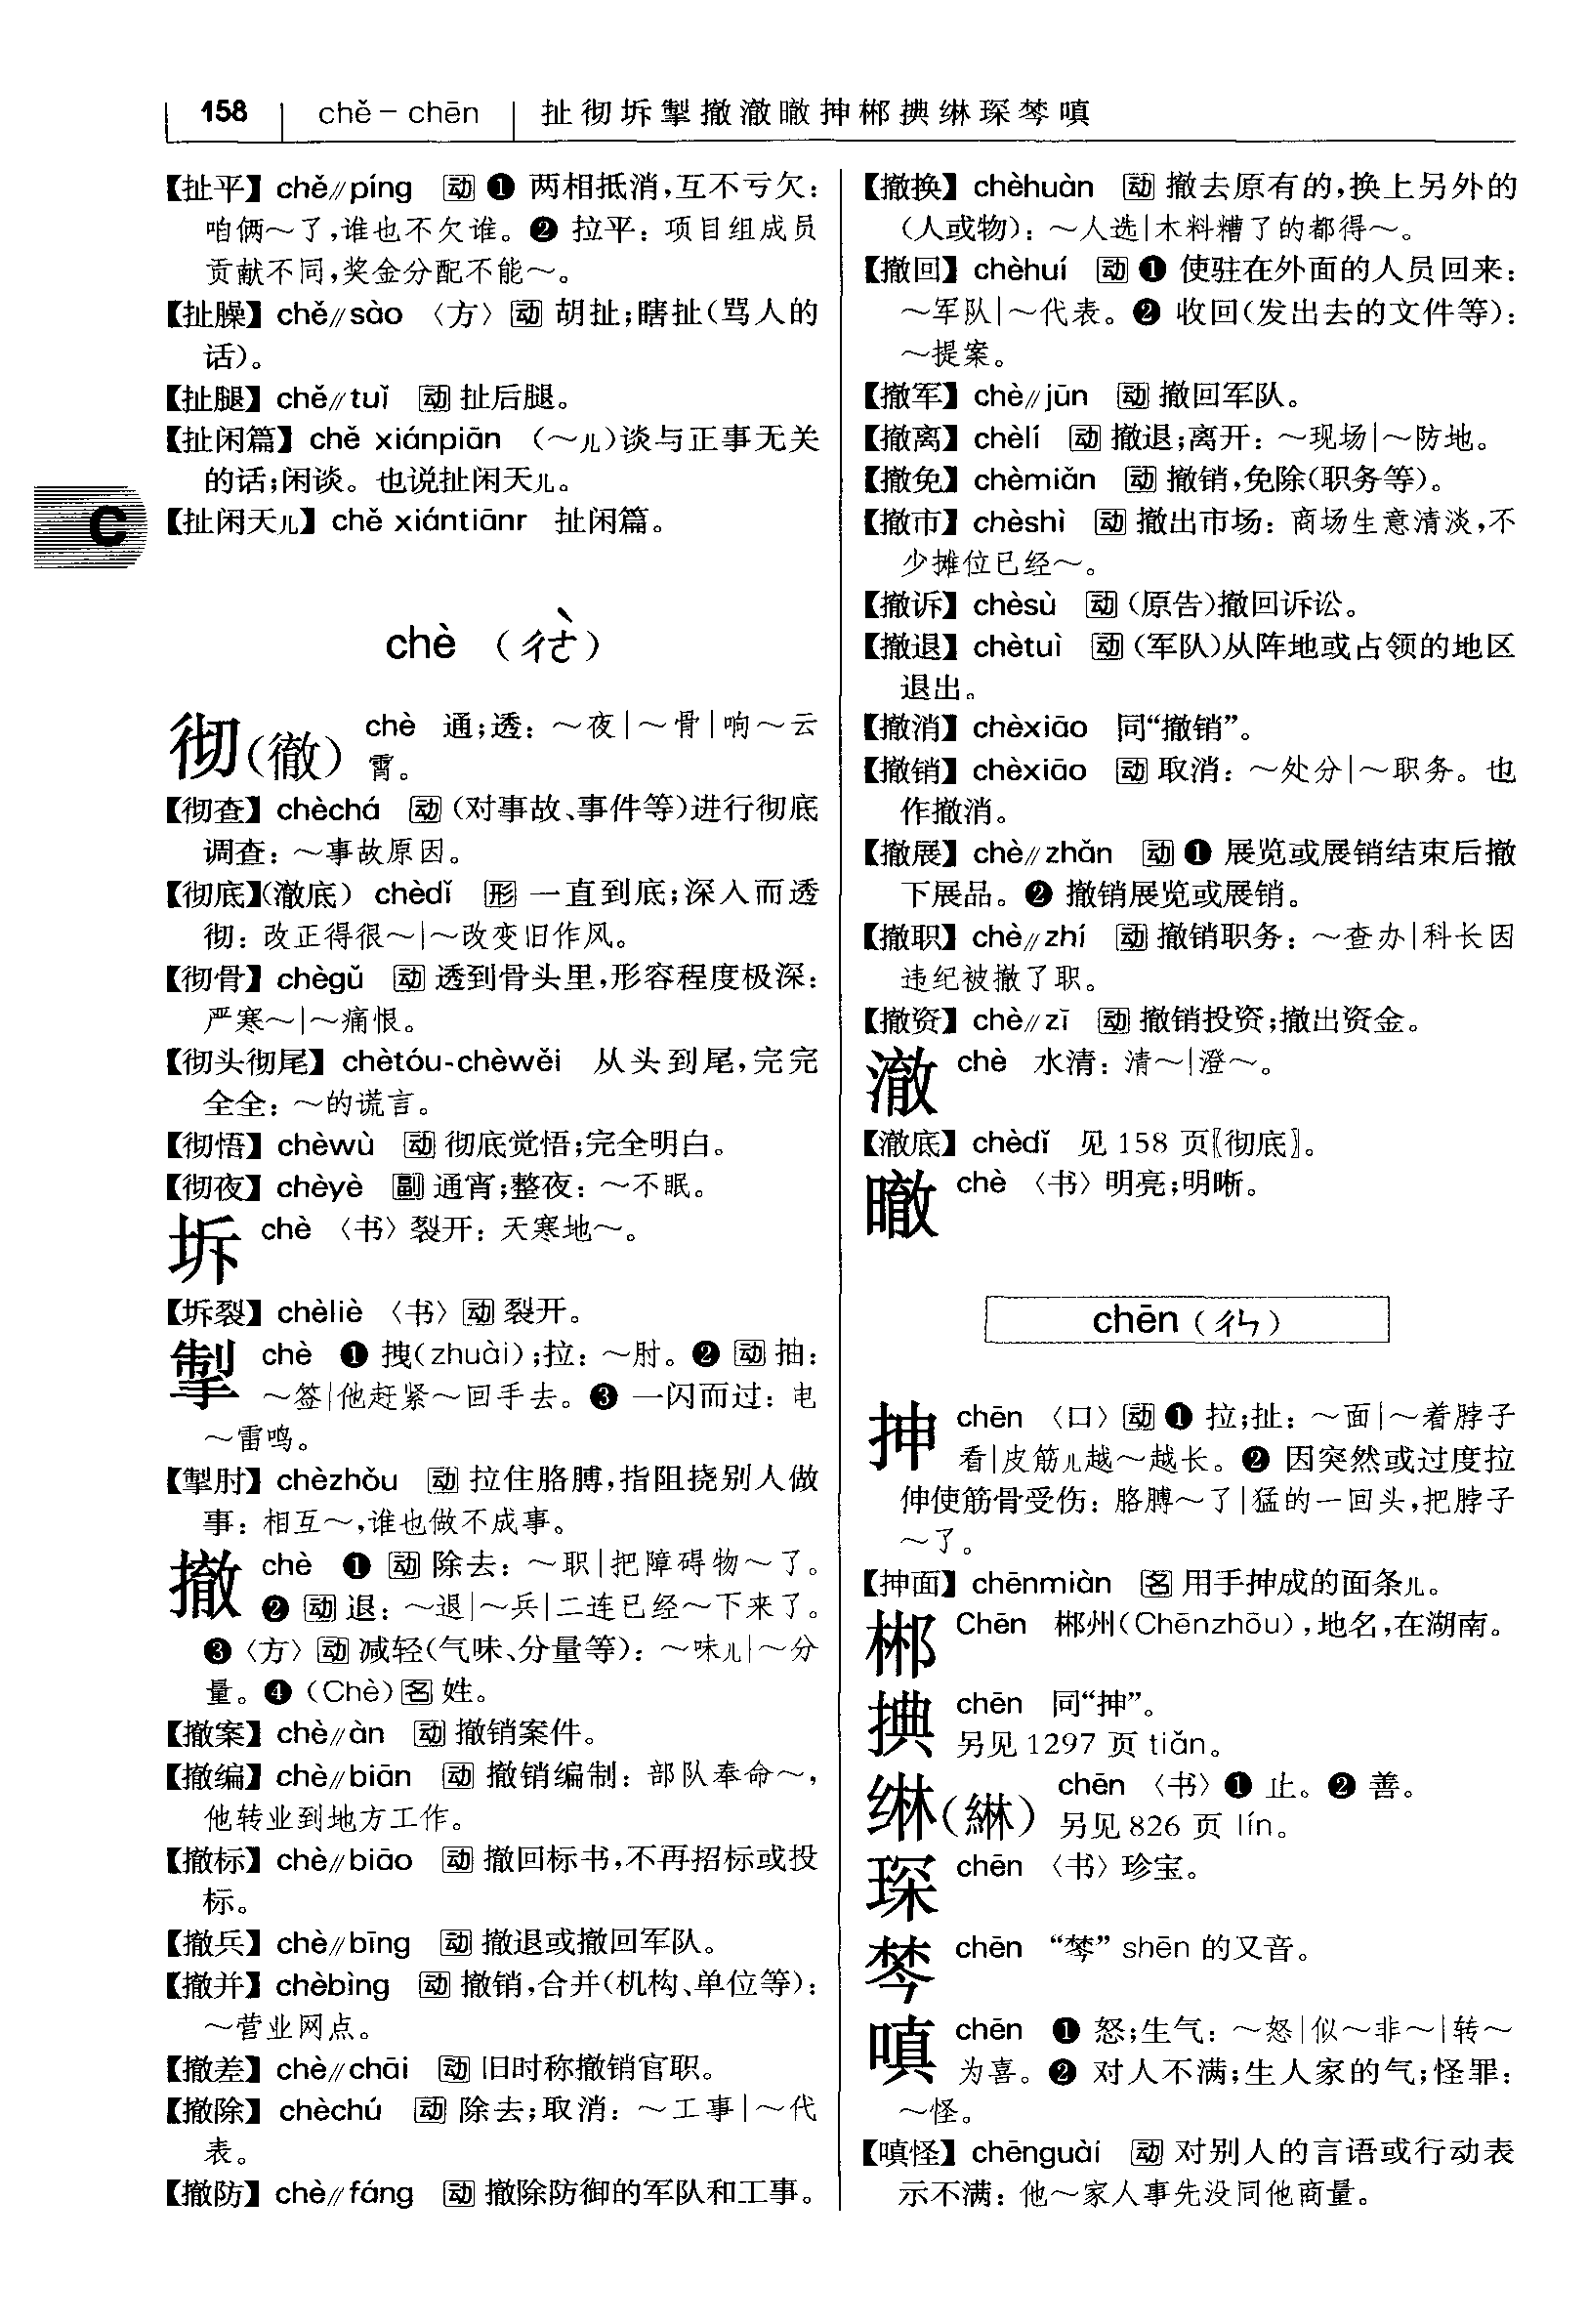 158 chě－chēn 扯彻坼掣撤澈瞮抻郴捵綝琛棽嗔
【扯平】 chě∥píng 动 ❶ 两相抵消，互不亏欠：
咱俩～了，谁也不欠谁。❷ 拉平：项目组成员
贡献不同，奖金分配不能～。
【扯臊】 chě∥sào 〈方〉动 胡扯；瞎扯（骂人的
话）。
【扯腿】 chě∥tuǐ 动 扯后腿。
【扯闲篇】 chě xiánpiān （～儿）谈与正事无关
的话；闲谈。也说扯闲天儿。
C
【扯闲天儿】 chě xiántiānr 扯闲篇。
chè （ㄔㄜˋ）
彻（徹） chè 通；透：～夜｜～骨｜响～云
霄。
【彻查】 chèchá 动（对事故、事件等）进行彻底
调查：～事故原因。
【彻底】（澈底） chèdǐ 形 一直到底；深入而透
彻：改正得很～｜～改变旧作风。
【彻骨】 chègǔ 动 透到骨头里，形容程度极深：
严寒～｜～痛恨。
【彻头彻尾】 chètóu-chèwěi 从头到尾，完完
全全：～的谎言。
【彻悟】 chèwù 动 彻底觉悟；完全明白。
【彻夜】 chèyè 副 通宵；整夜：～不眠。
坼 chè 〈书〉裂开：天寒地～。
【坼裂】 chèliè 〈书〉动 裂开。
掣 chè ❶ 拽（zhuài）；拉：～肘。❷ 动 抽：
～签｜他赶紧～回手去。❸ 一闪而过：电
～雷鸣。
【掣肘】 chèzhǒu 动 拉住胳膊，指阻挠别人做
事：相互～，谁也做不成事。
撤 chè ❶ 动 除去：～职｜把障碍物～了。
❷ 动 退：～退｜～兵｜二连已经～下来了。
❸〈方〉动 减轻（气味、分量等）：～味儿｜～分
量。❹（Chè）名 姓。
【撤案】 chè∥àn 动 撤销案件。
【撤编】 chè∥biān 动 撤销编制：部队奉命～，
他转业到地方工作。
【撤标】 chè∥biāo 动 撤回标书，不再招标或投
标。
【撤兵】 chè∥bīng 动 撤退或撤回军队。
【撤并】 chèbìng 动 撤销，合并（机构、单位等）：
～营业网点。
【撤差】 chè∥chāi 动 旧时称撤销官职。
【撤除】 chèchú 动 除去；取消：～工事｜～代
表。
【撤防】 chè∥fáng 动 撤除防御的军队和工事。
【撤换】 chèhuàn 动 撤去原有的，换上另外的
（人或物）：～人选｜木料糟了的都得～。
【撤回】 chèhuí 动 ❶ 使驻在外面的人员回来：
～军队｜～代表。❷ 收回（发出去的文件等）：
～提案。
【撤军】 chè∥jūn 动 撤回军队。
【撤离】 chèlí 动 撤退；离开：～现场｜～防地。
【撤免】 chèmiǎn 动 撤销，免除（职务等）。
【撤市】 chèshì 动 撤出市场：商场生意清淡，不
少摊位已经～。
【撤诉】 chèsù 动（原告）撤回诉讼。
【撤退】 chètuì 动（军队）从阵地或占领的地区
退出。
【撤消】 chèxiāo 同“撤销”。
【撤销】 chèxiāo 动 取消：～处分｜～职务。也
作撤消。
【撤展】 chè∥zhǎn 动 ❶ 展览或展销结束后撤
下展品。❷ 撤销展览或展销。
【撤职】 chè∥zhí 动 撤销职务：～查办｜科长因
违纪被撤了职。
【撤资】 chè∥zī 动 撤销投资；撤出资金。
澈 chè 水清：清～｜澄～。
【澈底】 chèdǐ 见 158 页〖彻底〗。
瞮 chè 〈书〉明亮；明晰。
chēn（ㄔㄣ）
抻 chēn 〈口〉动 ❶ 拉；扯：～面｜～着脖子
看｜皮筋儿越～越长。❷ 因突然或过度拉
伸使筋骨受伤：胳膊～了｜猛的一回头，把脖子
～了。
【抻面】 chēnmiàn 名 用手抻成的面条儿。
郴 Chēn 郴州（Chēnzhōu），地名，在湖南。
捵 chēn 同“抻”。
另见 1297 页 tiǎn。
𬘭（綝） chēn 〈书〉❶ 止。❷ 善。
另见 826 页 lín。
琛 chēn 〈书〉珍宝。
棽 chēn “棽” shēn 的又音。
嗔 chēn ❶ 怒；生气：～怒｜似～非～｜转～
为喜。❷ 对人不满；生人家的气；怪罪：
～怪。
【嗔怪】 chēnguài 动 对别人的言语或行动表
示不满：他～家人事先没同他商量。